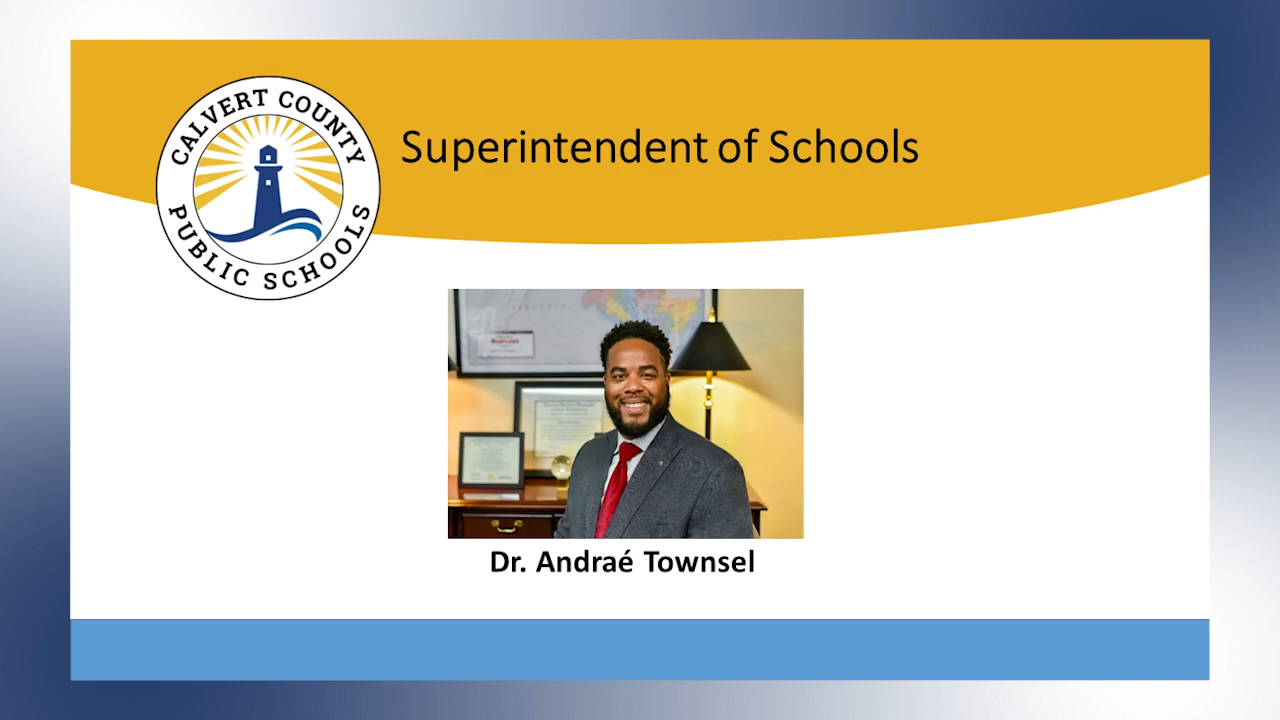 CALVERT COUNTY
PUBLIC SCHOOLS
Superintendent of Schools
Dr. Andraé Townsel